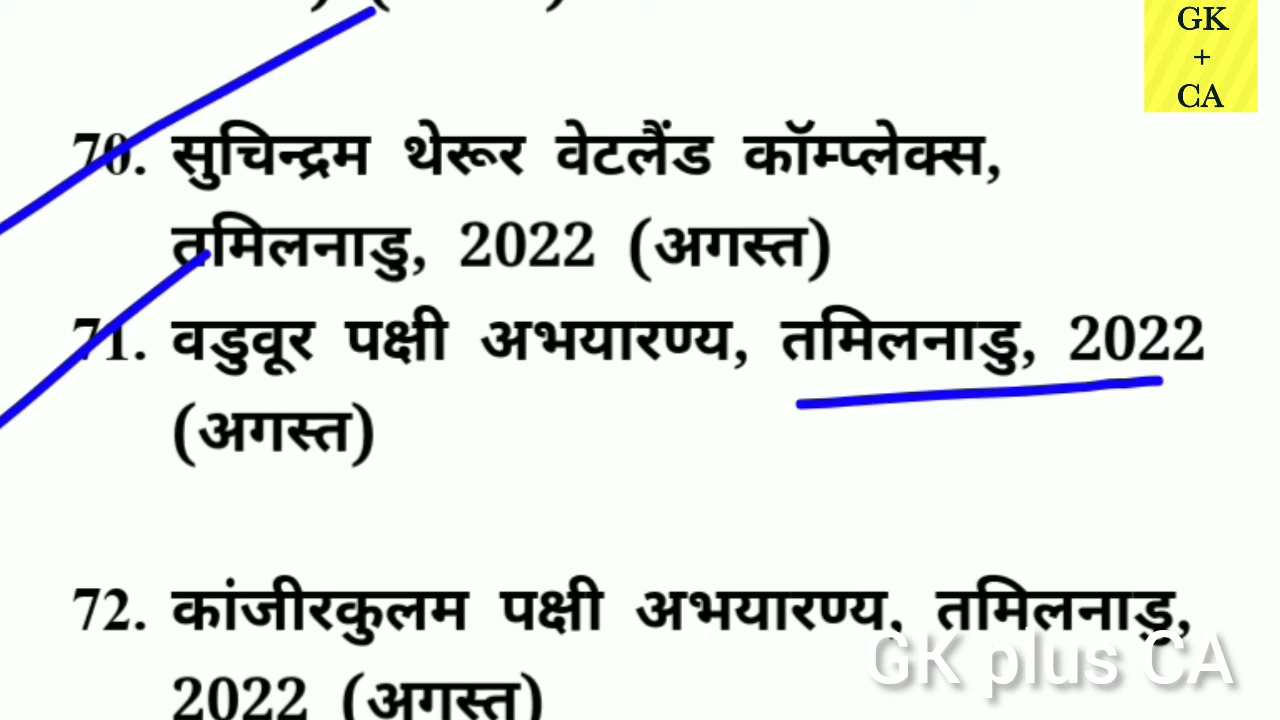 GK
+
CA
70. सुचिन्द्रम थेरूर वेटलैंड कॉम्प्लेक्स,
तमिलनाडु, 2022 (अगस्त)
71. वडुवूर पक्षी अभयारण्य, तमिलनाडु, 2022
(अगस्त)
72. कांजीरकुलम पक्षी अभयारण्य, तमिलनाडु,
GK plus CA
2022 (अगस्त)